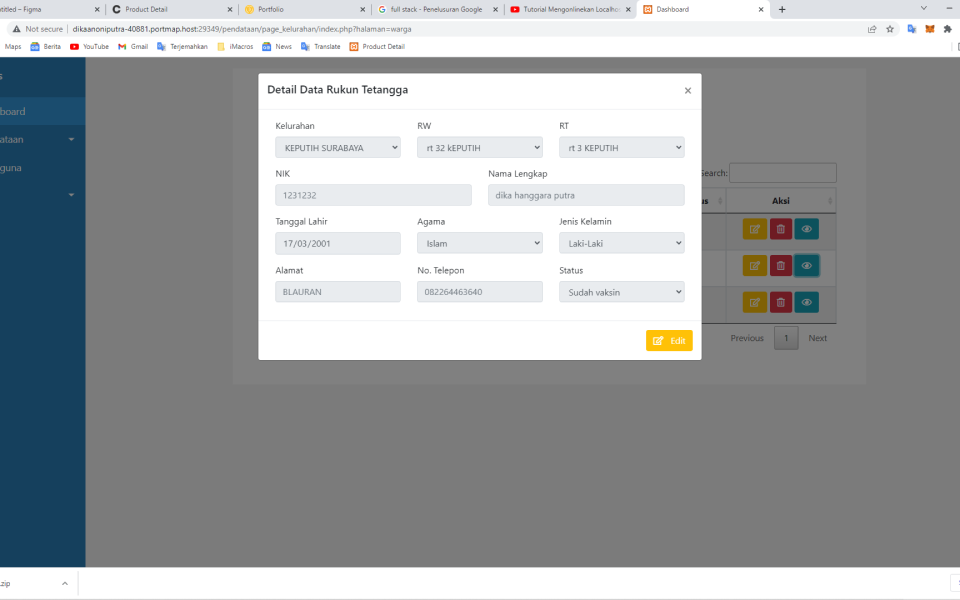 titled – Figma
Product Detail
Portfolio
full stack - Penelusuran Google
Tutorial Mengonlinekan Localho
Dashboard
Not secure
dikaanoniputra-40881.portmap.host:29349/pendataan/page_kelurahan/index.php?halaman=warga
Maps
Berita
YouTube
Gmail
Terjemahkan
iMacros
News
Translate
Product Detail
s
board
ataan
guna
Detail Data Rukun Tetangga
×
Kelurahan
RW
RT
KEPUTIH SURABAYA
rt 32 kEPUTIH
rt 3 KEPUTIH
NIK
Nama Lengkap
1231232
dika hanggara putra
Tanggal Lahir
Agama
Jenis Kelamin
17/03/2001
Islam
Laki-Laki
Alamat
No. Telepon
Status
BLAURAN
082264463640
Sudah vaksin
Edit
Search:
us
Aksi
Previous
1
Next
.zip